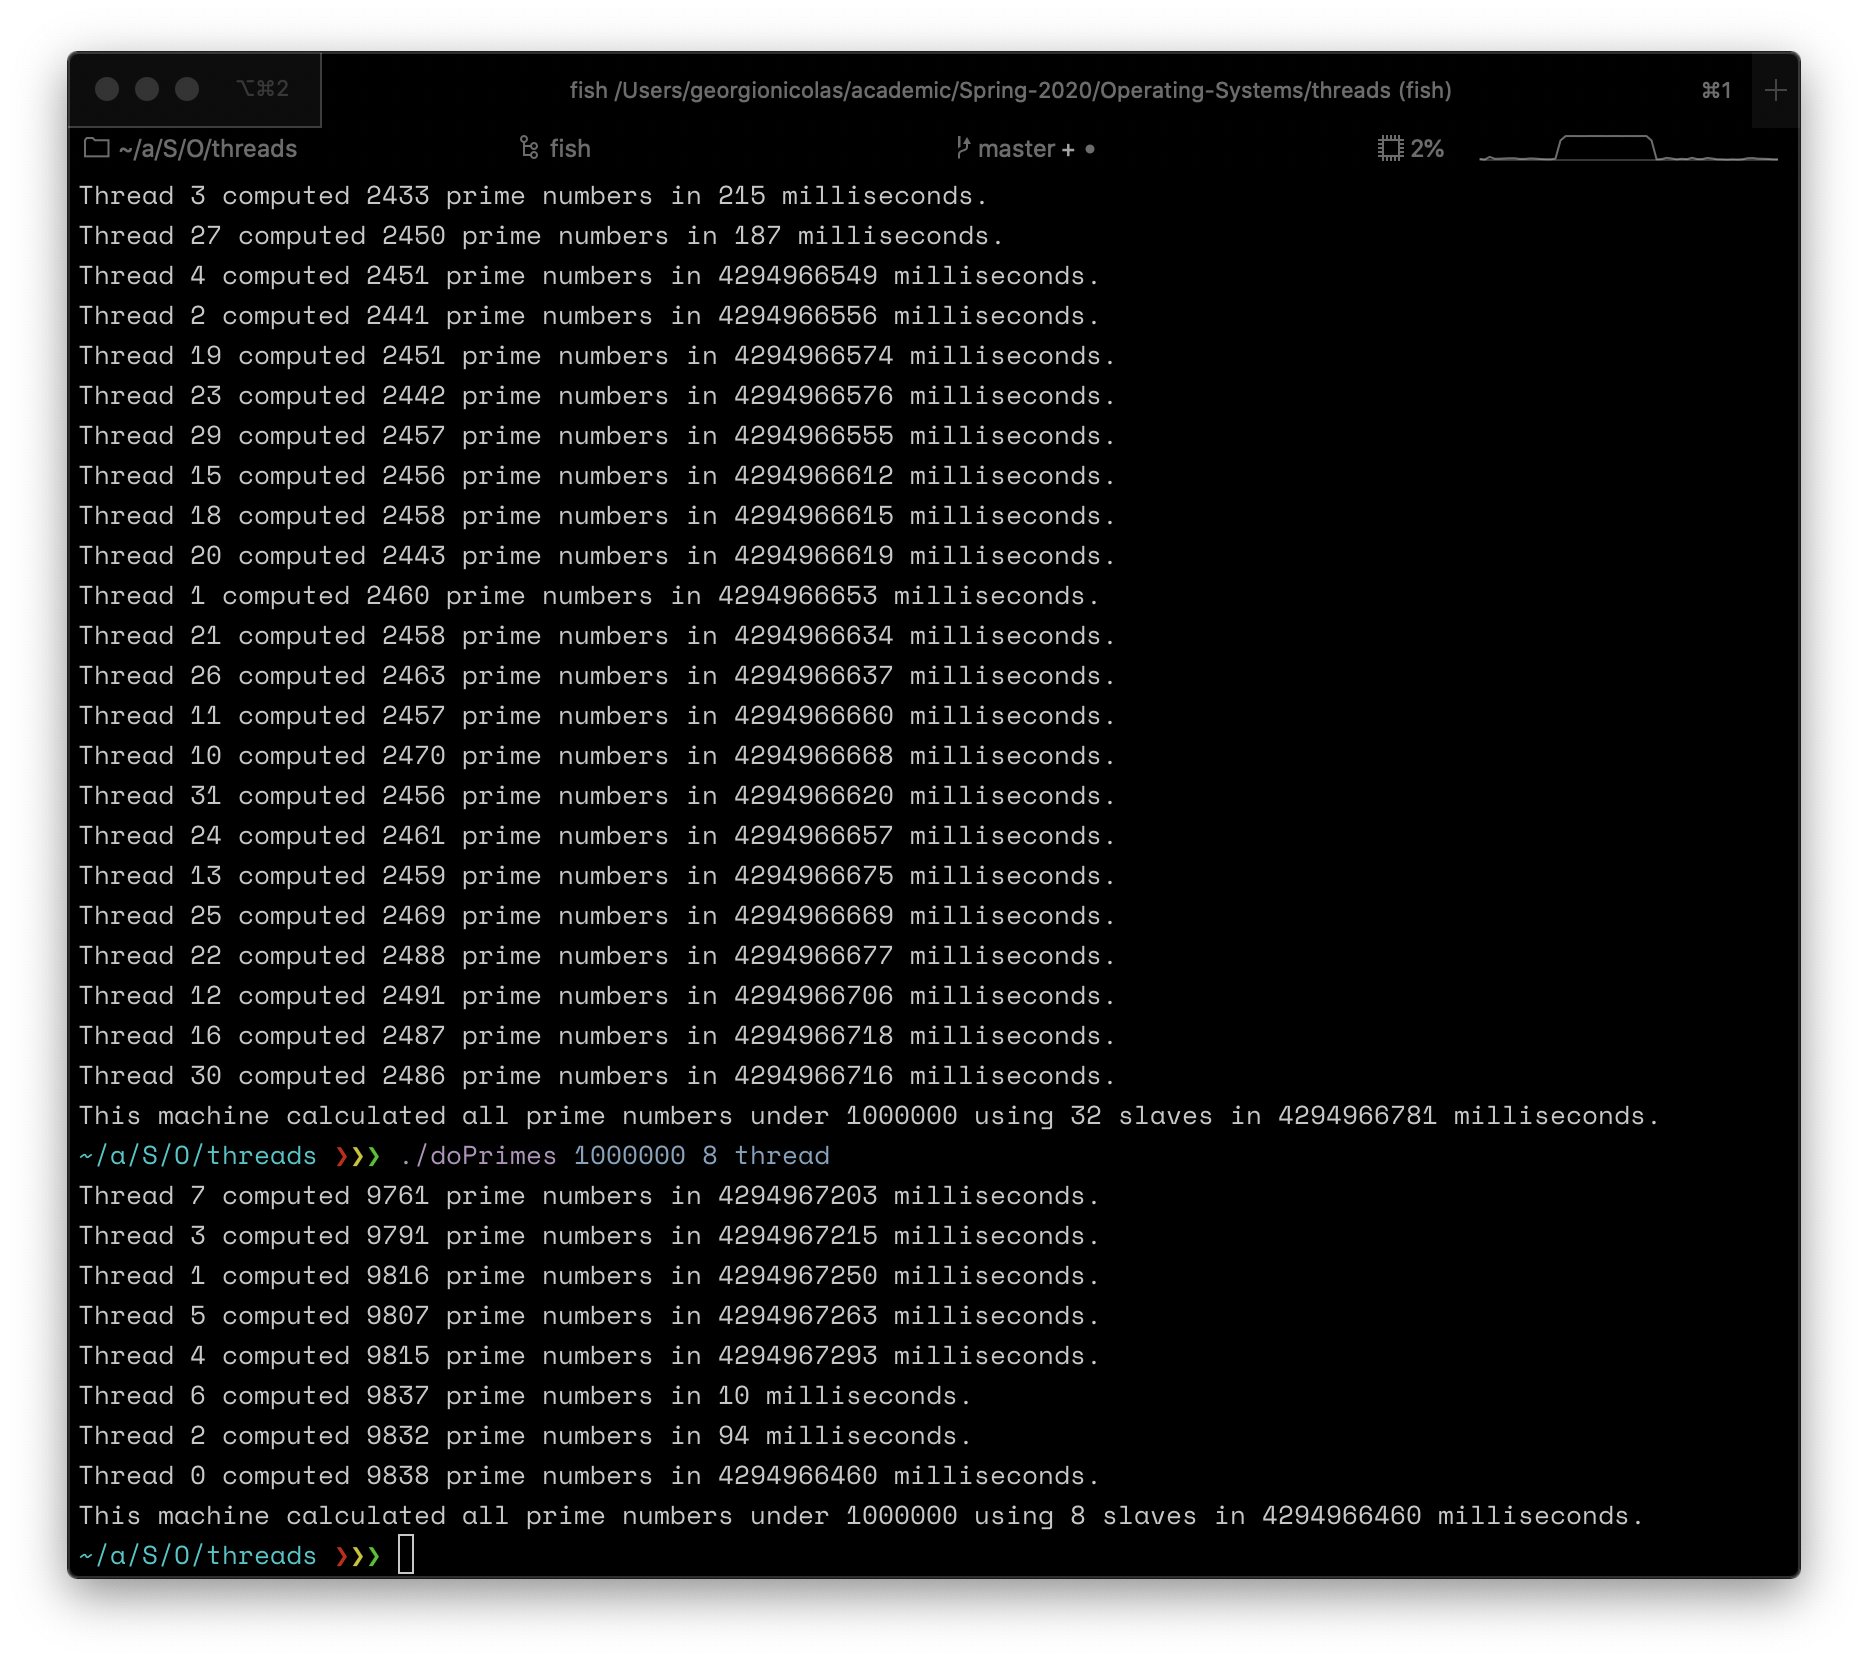 ⌥⌘2 fish /Users/georgionicolas/academic/Spring-2020/Operating-Systems/threads (fish) ⌘1 +
~/a/S/O/threads fish master + • 2%
Thread 3 computed 2433 prime numbers in 215 milliseconds.
Thread 27 computed 2450 prime numbers in 187 milliseconds.
Thread 4 computed 2451 prime numbers in 4294966549 milliseconds.
Thread 2 computed 2441 prime numbers in 4294966556 milliseconds.
Thread 19 computed 2451 prime numbers in 4294966574 milliseconds.
Thread 23 computed 2442 prime numbers in 4294966576 milliseconds.
Thread 29 computed 2457 prime numbers in 4294966555 milliseconds.
Thread 15 computed 2456 prime numbers in 4294966612 milliseconds.
Thread 18 computed 2458 prime numbers in 4294966615 milliseconds.
Thread 20 computed 2443 prime numbers in 4294966619 milliseconds.
Thread 1 computed 2460 prime numbers in 4294966653 milliseconds.
Thread 21 computed 2458 prime numbers in 4294966634 milliseconds.
Thread 26 computed 2463 prime numbers in 4294966637 milliseconds.
Thread 11 computed 2457 prime numbers in 4294966660 milliseconds.
Thread 10 computed 2470 prime numbers in 4294966668 milliseconds.
Thread 31 computed 2456 prime numbers in 4294966620 milliseconds.
Thread 24 computed 2461 prime numbers in 4294966657 milliseconds.
Thread 13 computed 2459 prime numbers in 4294966675 milliseconds.
Thread 25 computed 2469 prime numbers in 4294966669 milliseconds.
Thread 22 computed 2488 prime numbers in 4294966677 milliseconds.
Thread 12 computed 2491 prime numbers in 4294966706 milliseconds.
Thread 16 computed 2487 prime numbers in 4294966718 milliseconds.
Thread 30 computed 2486 prime numbers in 4294966716 milliseconds.
This machine calculated all prime numbers under 1000000 using 32 slaves in 4294966781 milliseconds.
~/a/S/O/threads ❯❯❯ ./doPrimes 1000000 8 thread
Thread 7 computed 9761 prime numbers in 4294967203 milliseconds.
Thread 3 computed 9791 prime numbers in 4294967215 milliseconds.
Thread 1 computed 9816 prime numbers in 4294967250 milliseconds.
Thread 5 computed 9807 prime numbers in 4294967263 milliseconds.
Thread 4 computed 9815 prime numbers in 4294967293 milliseconds.
Thread 6 computed 9837 prime numbers in 10 milliseconds.
Thread 2 computed 9832 prime numbers in 94 milliseconds.
Thread 0 computed 9838 prime numbers in 4294966460 milliseconds.
This machine calculated all prime numbers under 1000000 using 8 slaves in 4294966460 milliseconds.
~/a/S/O/threads ❯❯❯